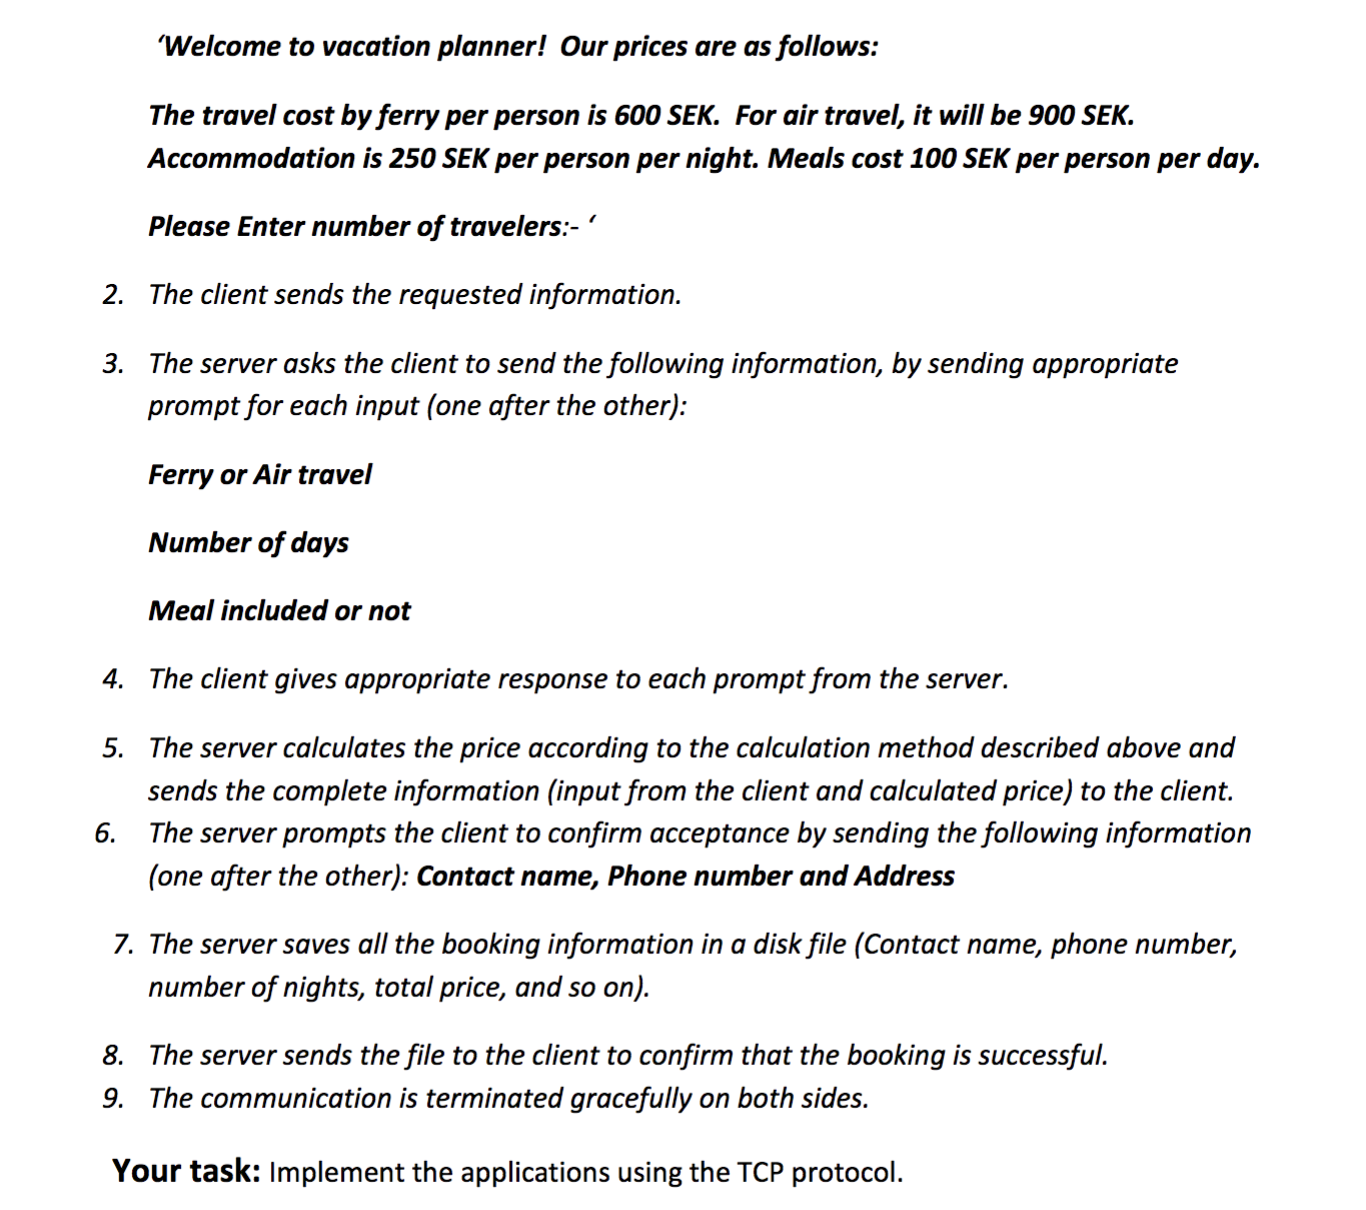 ‘Welcome to vacation planner!  Our prices are as follows:
The travel cost by ferry per person is 600 SEK.  For air travel, it will be 900 SEK.
Accommodation is 250 SEK per person per night. Meals cost 100 SEK per person per day.
Please Enter number of travelers:- ‘
2. The client sends the requested information.
3. The server asks the client to send the following information, by sending appropriate
prompt for each input (one after the other):
Ferry or Air travel
Number of days
Meal included or not
4. The client gives appropriate response to each prompt from the server.
5. The server calculates the price according to the calculation method described above and
sends the complete information (input from the client and calculated price) to the client.
6. The server prompts the client to confirm acceptance by sending the following information
(one after the other): Contact name, Phone number and Address
7. The server saves all the booking information in a disk file (Contact name, phone number,
number of nights, total price, and so on).
8. The server sends the file to the client to confirm that the booking is successful.
9. The communication is terminated gracefully on both sides.
Your task: Implement the applications using the TCP protocol.